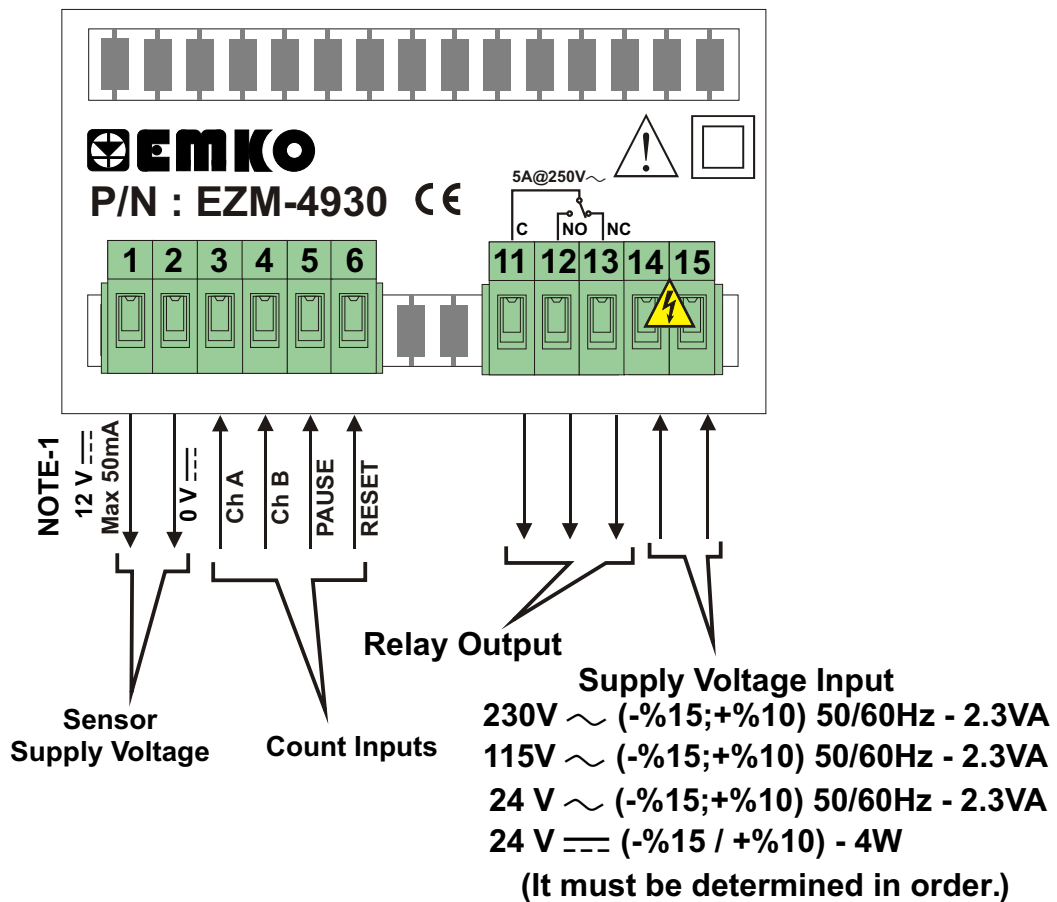 EMKO
P/N : EZM-4930 CE
5A@250V～
C NO NC
1 2 3 4 5 6
11 12 13 14 15
NOTE-1
12 V ⎓
Max 50mA
0 V ⎓
Ch A
Ch B
PAUSE
RESET
Sensor
Supply Voltage
Count Inputs
Relay Output
Supply Voltage Input
230V ～ (-%15;+%10) 50/60Hz - 2.3VA
115V ～ (-%15;+%10) 50/60Hz - 2.3VA
24 V ～ (-%15;+%10) 50/60Hz - 2.3VA
24 V ⎓ (-%15 / +%10) - 4W
(It must be determined in order.)